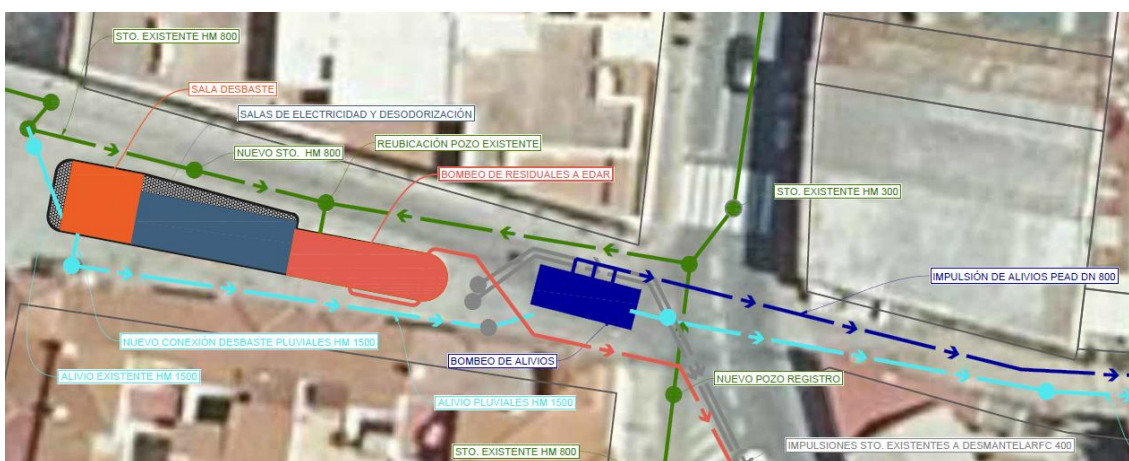 STO. EXISTENTE HM 800
SALA DESBASTE
SALAS DE ELECTRICIDAD Y DESODORIZACIÓN
NUEVO STO. HM 800
REUBICACIÓN POZO EXISTENTE
BOMBEO DE RESIDUALES A EDAR
STO. EXISTENTE HM 300
IMPULSIÓN DE ALIVIOS PEAD DN 800
NUEVO CONEXIÓN DESBASTE PLUVIALES HM 1500
BOMBEO DE ALIVIOS
ALIVIO EXISTENTE HM 1500
NUEVO POZO REGISTRO
ALIVIO PLUVIALES HM 1500
IMPULSIONES STO. EXISTENTES A DESMANTELARFC 400
STO. EXISTENTE HM 800